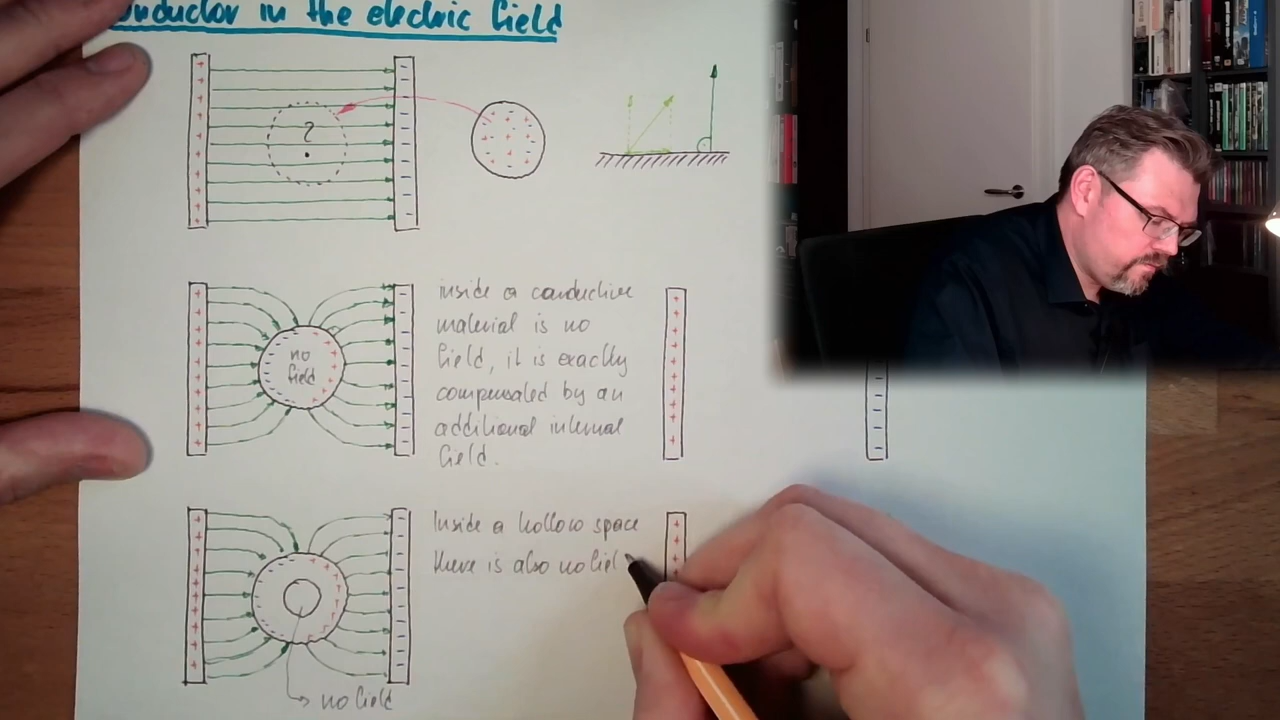 onductor in the electric field
?
no
field
inside a conductive
material is no
field, it is exactly
compensated by an
additional internal
field.
Inside a hollow space
there is also no fiel
no field